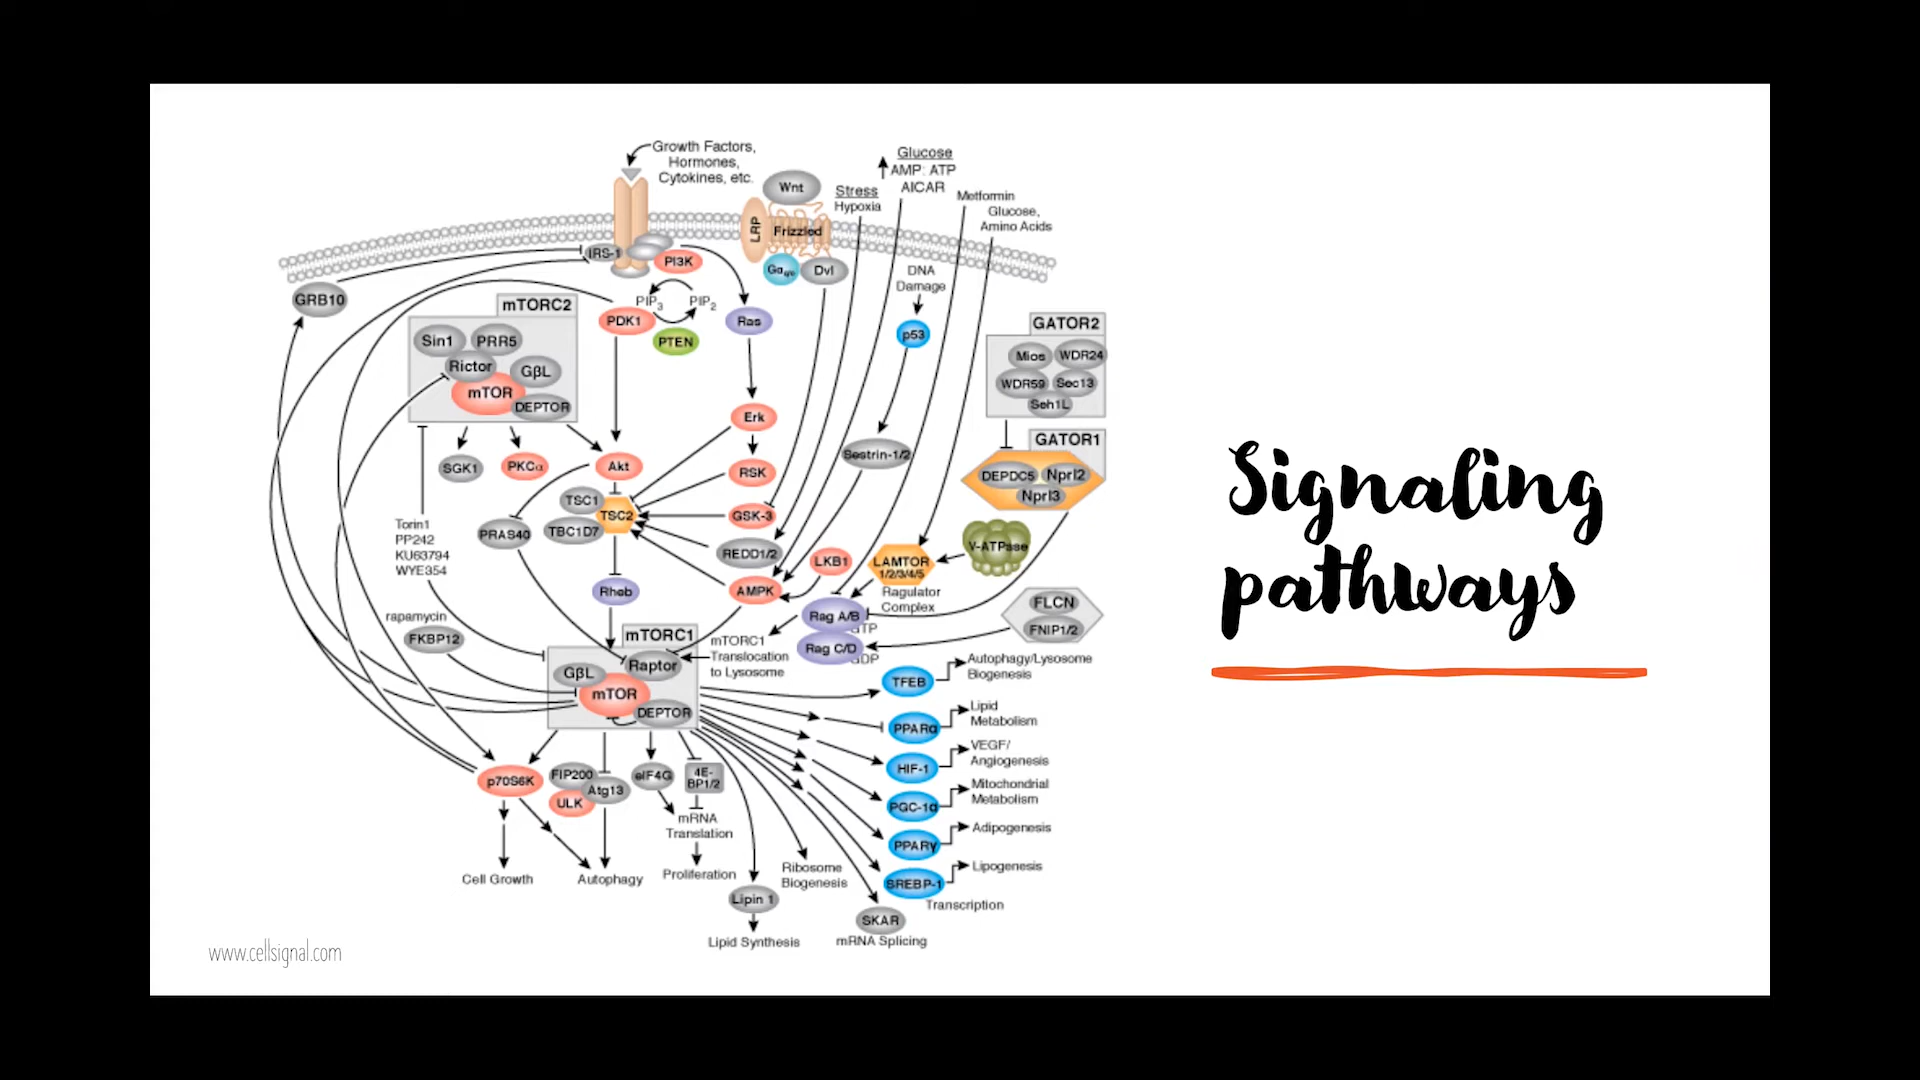 Growth Factors,
Hormones,
Cytokines, etc.
Wnt
LRP
Frizzled
Gαq/o
Dvl
Stress
Hypoxia
Glucose
AMP: ATP
AICAR
Metformin
Glucose,
Amino Acids
IRS-1
PI3K
GRB10
PIP3
PIP2
PDK1
PTEN
Ras
DNA
Damage
p53
mTORC2
Sin1
PRR5
Rictor
GβL
mTOR
DEPTOR
GATOR2
Mios
WDR24
WDR59
Sec13
Seh1L
GATOR1
DEPDC5
Nprl2
Nprl3
Erk
Sestrin-1/2
SGK1
PKCα
Akt
RSK
TSC1
TSC2
TBC1D7
GSK-3
PRAS40
REDD1/2
Torin1
PP242
KU63794
WYE354
LKB1
LAMTOR
1/2/3/4/5
V-ATPase
Ragulator
Complex
AMPK
Rheb
Rag A/B
GTP
Rag C/D
GDP
FLCN
FNIP1/2
rapamycin
FKBP12
mTORC1
GβL
Raptor
mTOR
DEPTOR
mTORC1
Translocation
to Lysosome
TFEB
Autophagy/Lysosome
Biogenesis
PPARα
Lipid
Metabolism
HIF-1
VEGF/
Angiogenesis
PGC-1α
Mitochondrial
Metabolism
PPARγ
Adipogenesis
SREBP-1
Lipogenesis
Transcription
p70S6K
FIP200
Atg13
ULK
eIF4G
4E-
BP1/2
mRNA
Translation
Cell Growth
Autophagy
Proliferation
Ribosome
Biogenesis
Lipin 1
Lipid Synthesis
SKAR
mRNA Splicing
Signaling
pathways
www.cellsignal.com